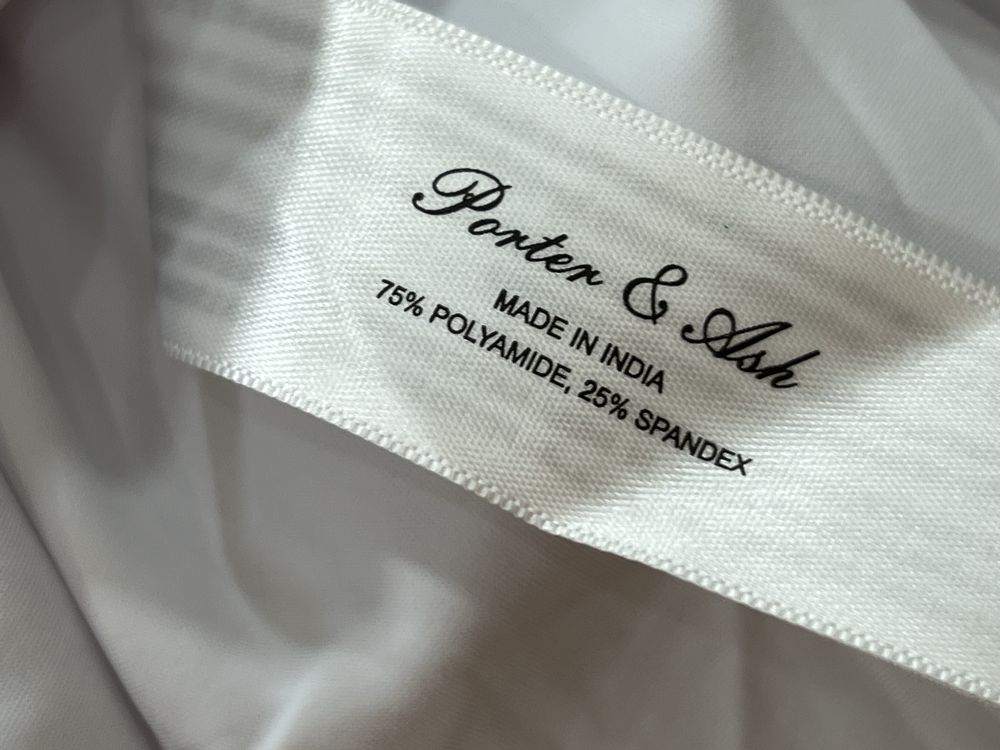 Porter & Ash
MADE IN INDIA
75% POLYAMIDE, 25% SPANDEX